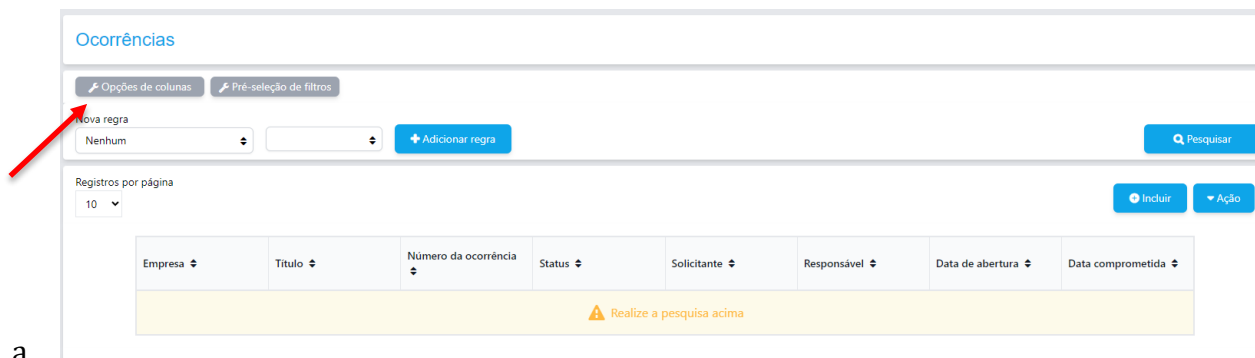 Ocorrências
Opções de colunas Pré-seleção de filtros
Nova regra
Nenhum Adicionar regra Pesquisar
Registros por página
10 Incluir Ação
Empresa Título Número da ocorrência Status Solicitante Responsável Data de abertura Data comprometida
Realize a pesquisa acima
a